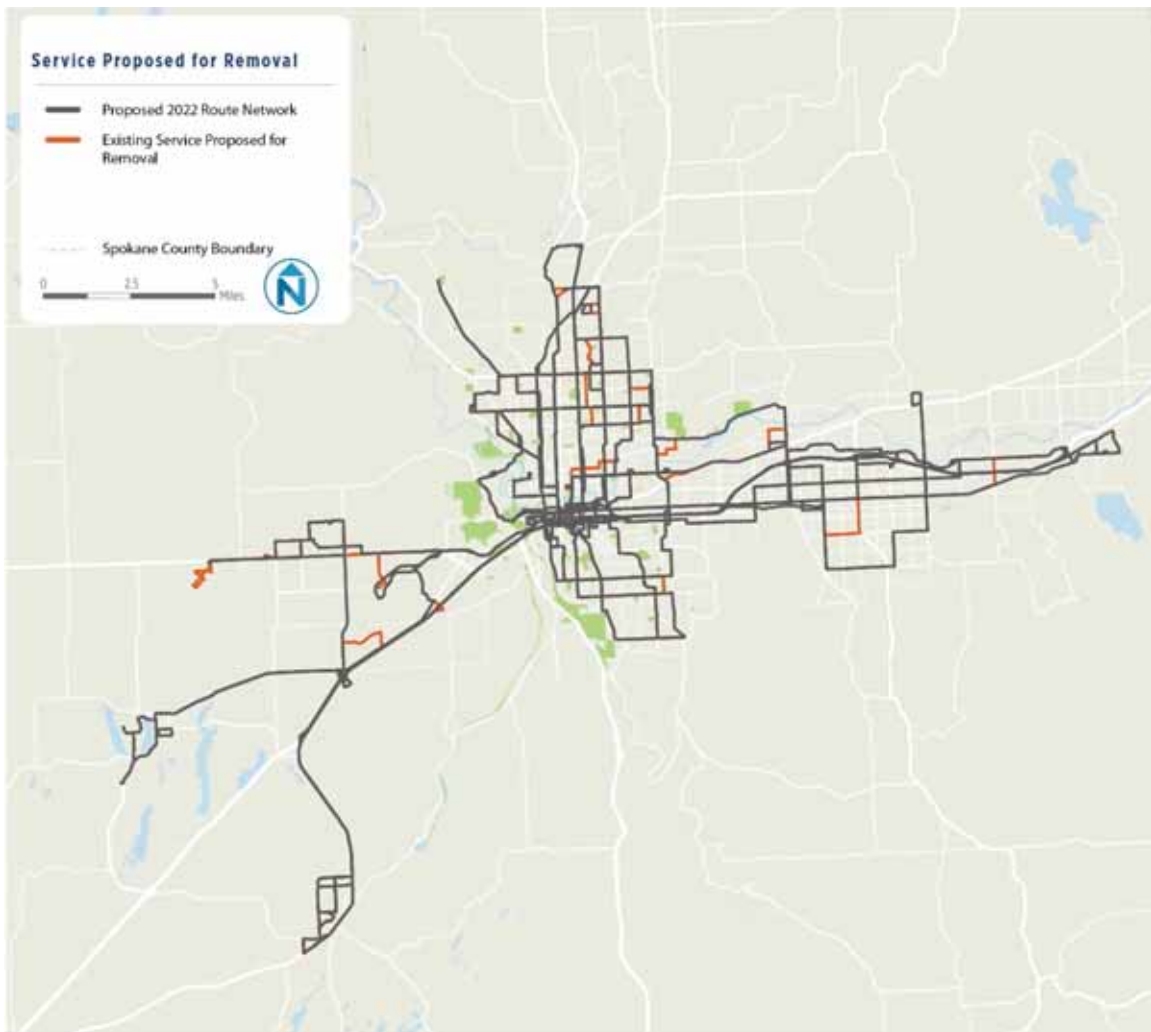 Service Proposed for Removal
Proposed 2022 Route Network
Existing Service Proposed for
Removal
Spokane County Boundary
0 2.5 5
Miles
N